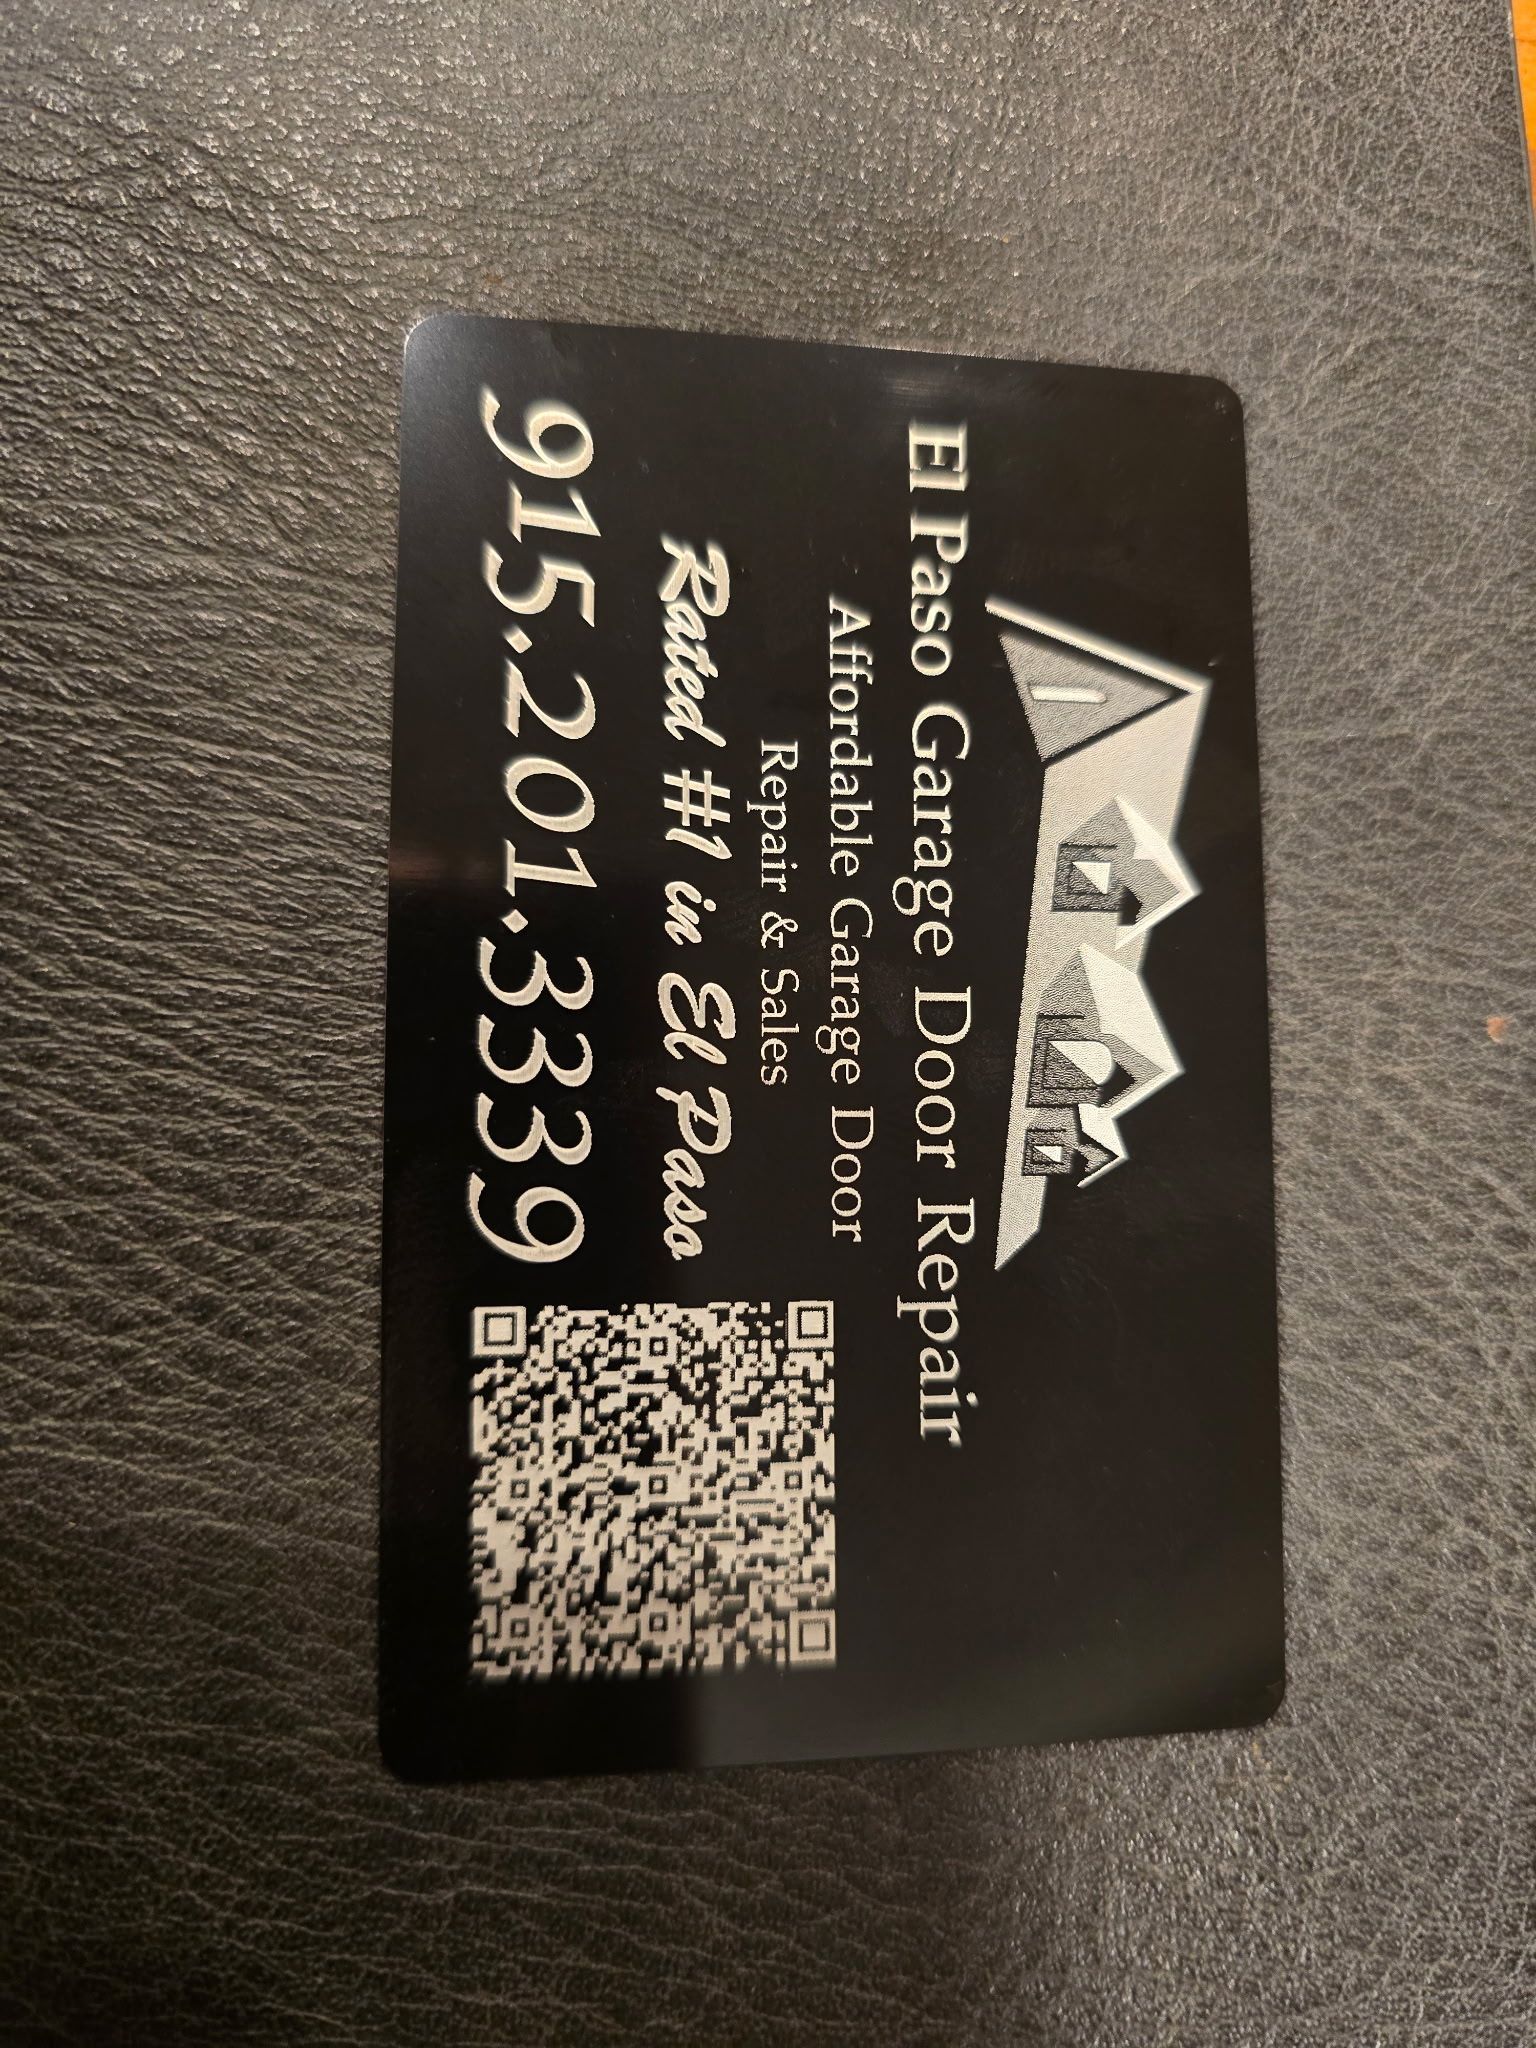 El Paso Garage Door Repair
Affordable Garage Door
Repair & Sales
Rated #1 in El Paso
915.201.3339